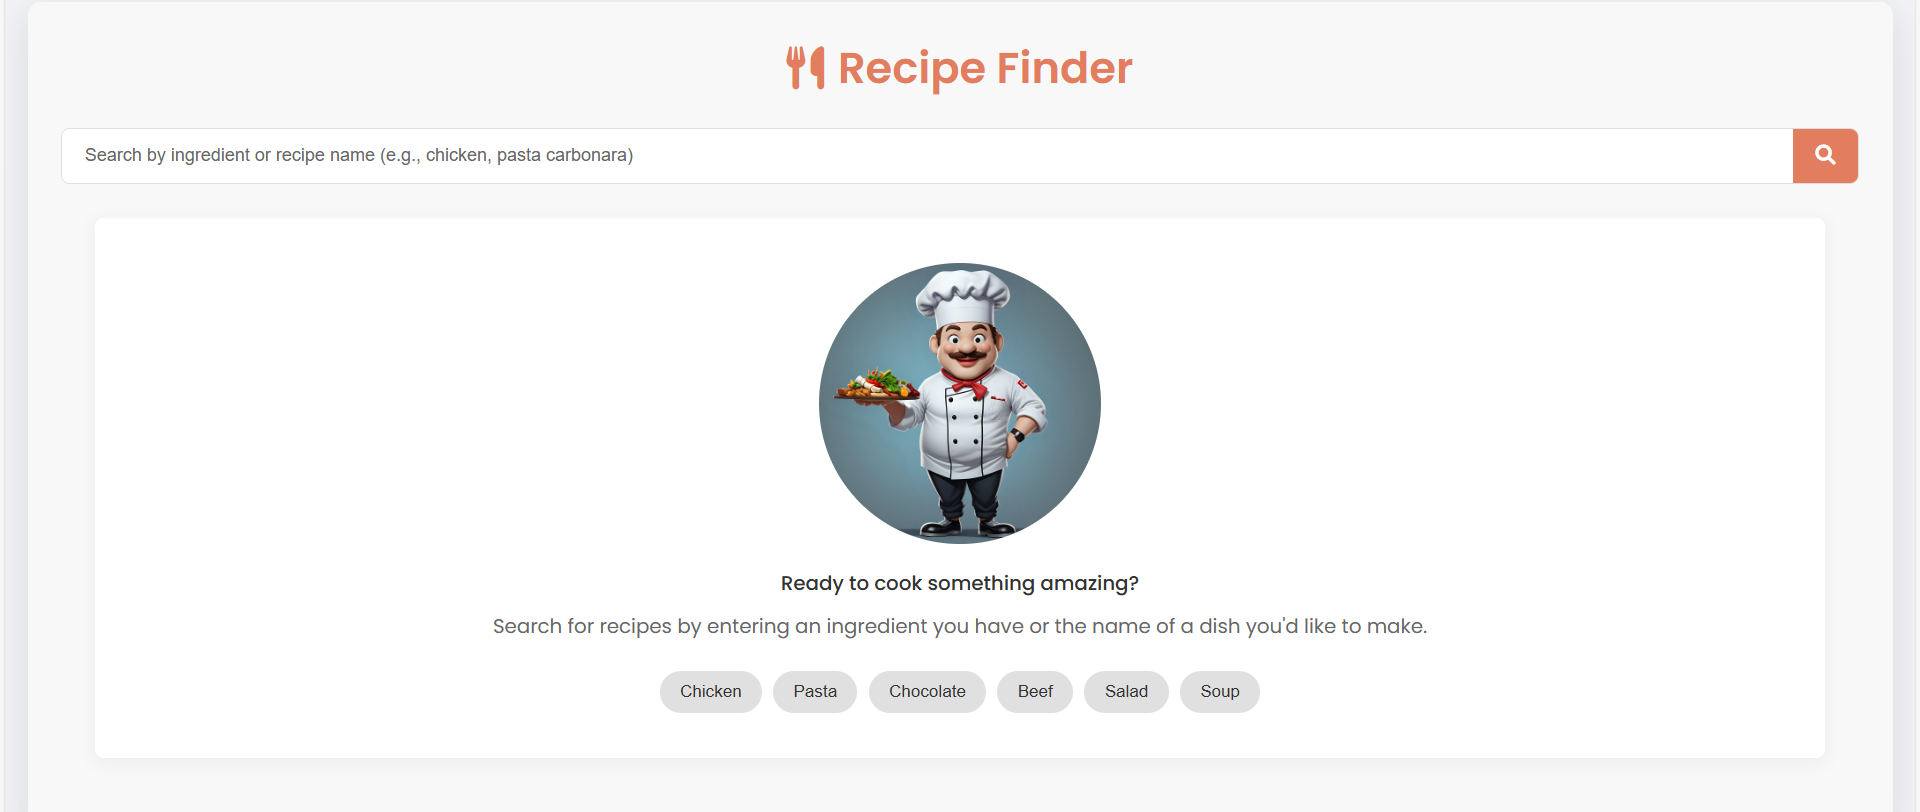 Recipe Finder
Search by ingredient or recipe name (e.g., chicken, pasta carbonara)
Ready to cook something amazing?
Search for recipes by entering an ingredient you have or the name of a dish you'd like to make.
Chicken Pasta Chocolate Beef Salad Soup